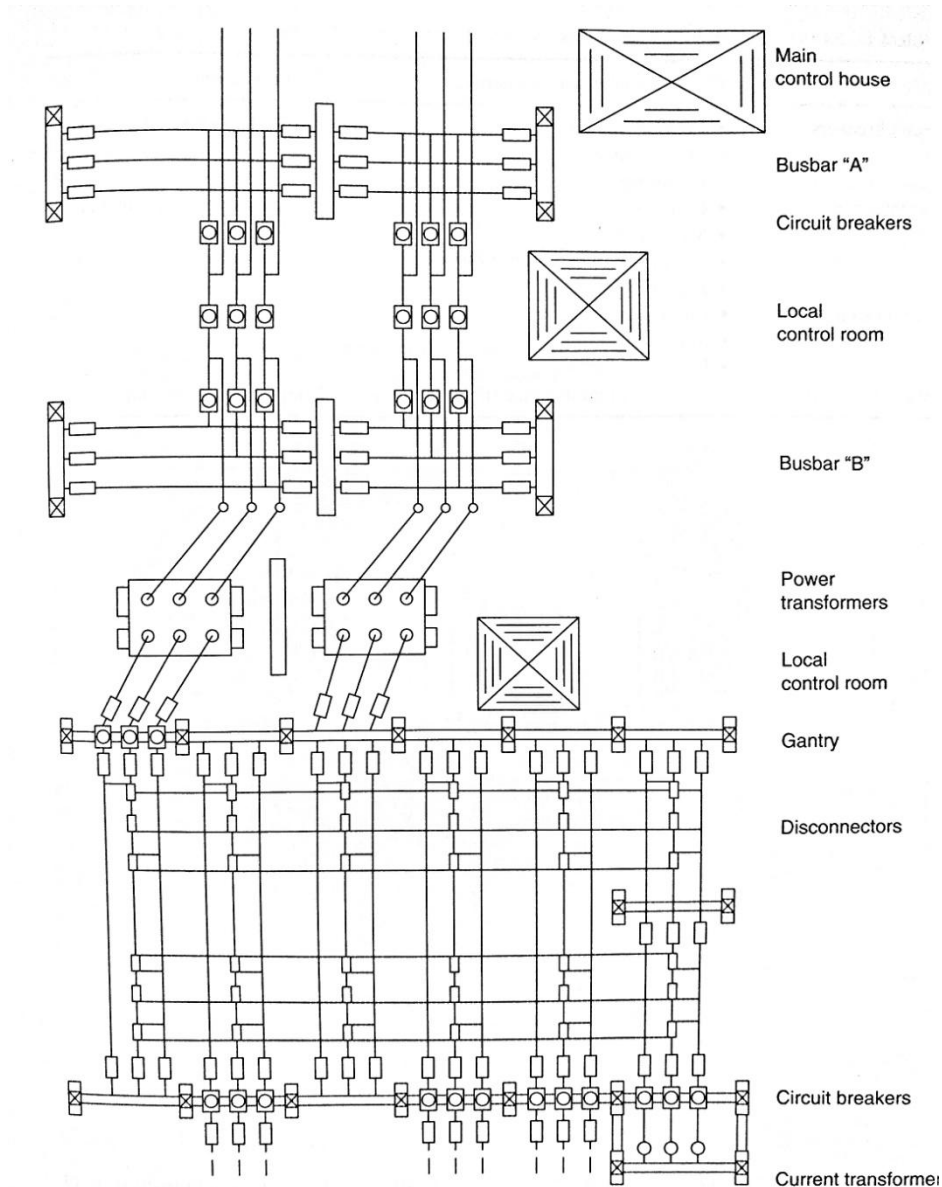 Main
control house
Busbar "A"
Circuit breakers
Local
control room
Busbar "B"
Power
transformers
Local
control room
Gantry
Disconnectors
Circuit breakers
Current transformer